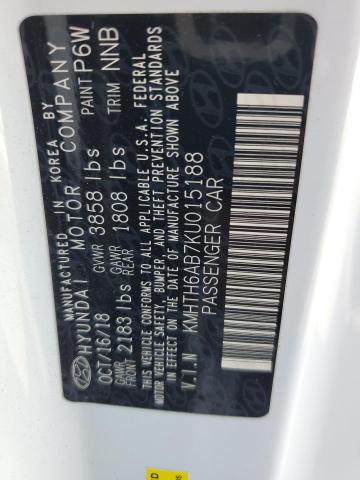 MANUFACTURED IN KOREA BY
HYUNDAI MOTOR COMPANY
OCT/16/18 GVWR 3858 lbs PAINT P6W
GAWR FRONT 2183 lbs GAWR REAR 1808 lbs TRIM NNB
THIS VEHICLE CONFORMS TO ALL APPLICABLE U.S.A. FEDERAL
MOTOR VEHICLE SAFETY, BUMPER, AND THEFT PREVENTION STANDARDS
IN EFFECT ON THE DATE OF MANUFACTURE SHOWN ABOVE
V.I.N KMHTH6AB7KU015188
PASSENGER CAR